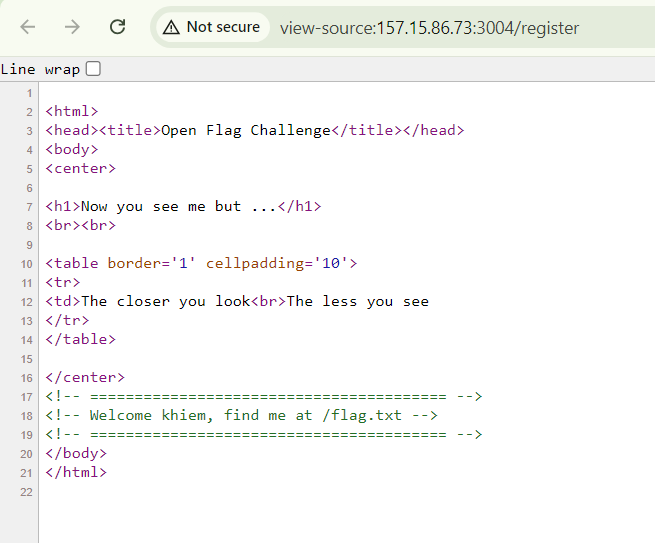 Not secure view-source:157.15.86.73:3004/register
Line wrap
1
2 <html>
3 <head><title>Open Flag Challenge</title></head>
4 <body>
5 <center>
6
7 <h1>Now you see me but ...</h1>
8 <br><br>
9
10 <table border='1' cellpadding='10'>
11 <tr>
12 <td>The closer you look<br>The less you see
13 </tr>
14 </table>
15
16 </center>
17 <!-- ======================================== -->
18 <!-- Welcome khiem, find me at /flag.txt -->
19 <!-- ======================================== -->
20 </body>
21 </html>
22